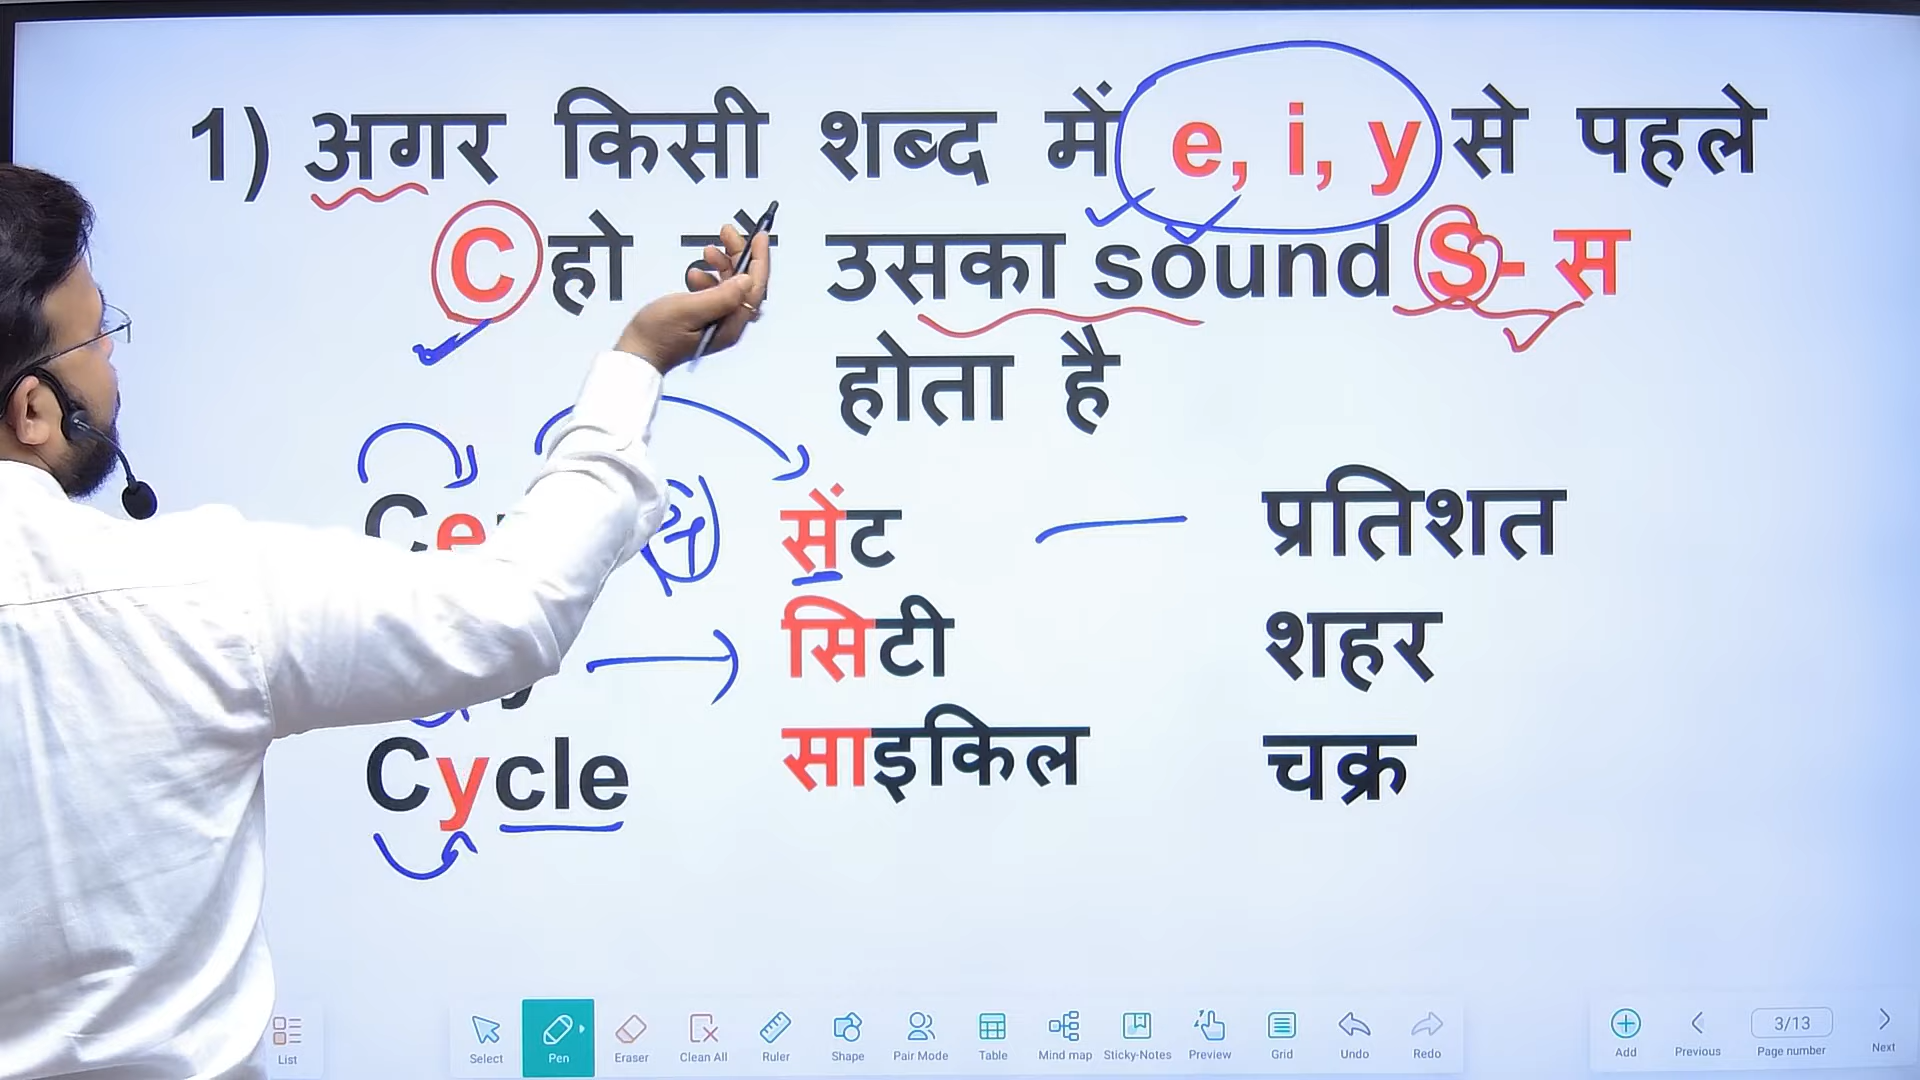 1) अगर किसी शब्द में e, i, y से पहले
C हो उसका sound S- स
होता है
सेंट प्रतिशत
सिटी शहर
Cycle साइकिल चक्र
List Select Pen Eraser Clean All Ruler Shape Pair Mode Table Mind map Sticky-Notes Preview Grid Undo Redo Add Previous 3/13 Page number Next